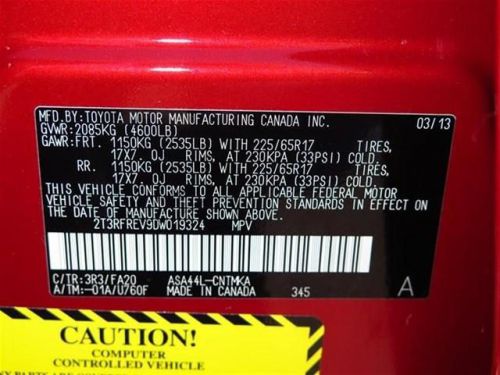 MFD. BY: TOYOTA MOTOR MANUFACTURING CANADA INC. 03/13
GVWR: 2085KG (4600LB)
GAWR: FRT. 1150KG (2535LB) WITH 225/65R17 TIRES,
17X7. 0J RIMS, AT 230KPA (33PSI) COLD.
RR. 1150KG (2535LB) WITH 225/65R17 TIRES,
17X7. 0J RIMS, AT 230KPA (33PSI) COLD.
THIS VEHICLE CONFORMS TO ALL APPLICABLE FEDERAL MOTOR
VEHICLE SAFETY AND THEFT PREVENTION STANDARDS IN EFFECT ON
THE DATE OF MANUFACTURE SHOWN ABOVE.
2T3RFREV9DW019324 MPV
C/TR: 3R3/FA20 ASA44L-CNTMKA
A/TM: -01A/U760F MADE IN CANADA 345 A
CAUTION!
COMPUTER
CONTROLLED VEHICLE